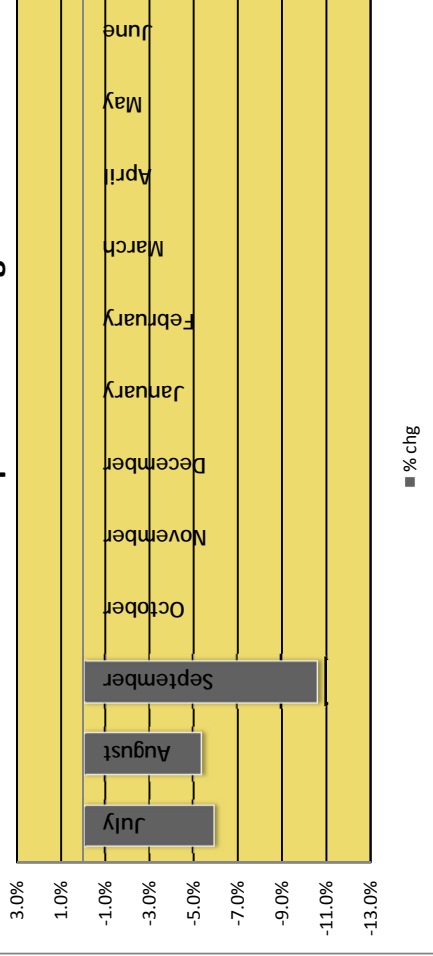 3.0%
1.0%
-1.0%
-3.0%
-5.0%
-7.0%
-9.0%
-11.0%
-13.0%
July
August
September
October
November
December
January
February
March
April
May
June
% chg